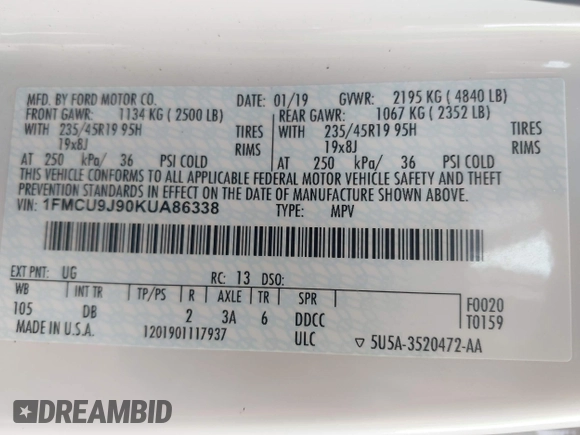 MFD. BY FORD MOTOR CO. DATE: 01/19 GVWR: 2195 KG ( 4840 LB)
FRONT GAWR: 1134 KG ( 2500 LB) REAR GAWR: 1067 KG ( 2352 LB)
WITH 235/45R19 95H TIRES WITH 235/45R19 95H TIRES
19x8J RIMS 19x8J RIMS
AT 250 kPa/ 36 PSI COLD AT 250 kPa/ 36 PSI COLD
THIS VEHICLE CONFORMS TO ALL APPLICABLE FEDERAL MOTOR VEHICLE SAFETY AND THEFT
PREVENTION STANDARDS IN EFFECT ON THE DATE OF MANUFACTURE SHOWN ABOVE.
VIN: 1FMCU9J90KUA86338 TYPE: MPV
EXT PNT: UG RC: 13 DSO:
WB INT TR TP/PS R AXLE TR SPR F0020
105 DB 2 3A 6 DDCC T0159
MADE IN U.S.A. 1201901117937 ULC ▽ 5U5A-3520472-AA
DREAMBID